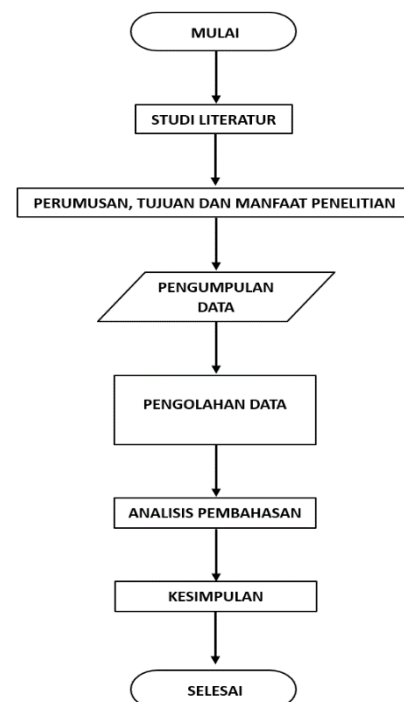 MULAI
STUDI LITERATUR
PERUMUSAN, TUJUAN DAN MANFAAT PENELITIAN
PENGUMPULAN
DATA
PENGOLAHAN DATA
ANALISIS PEMBAHASAN
KESIMPULAN
SELESAI